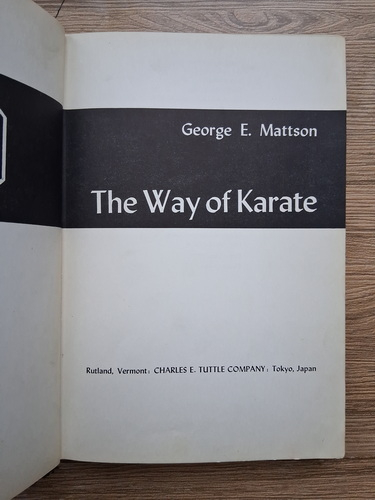 George E. Mattson
The Way of Karate
Rutland, Vermont: CHARLES E. TUTTLE COMPANY: Tokyo, Japan